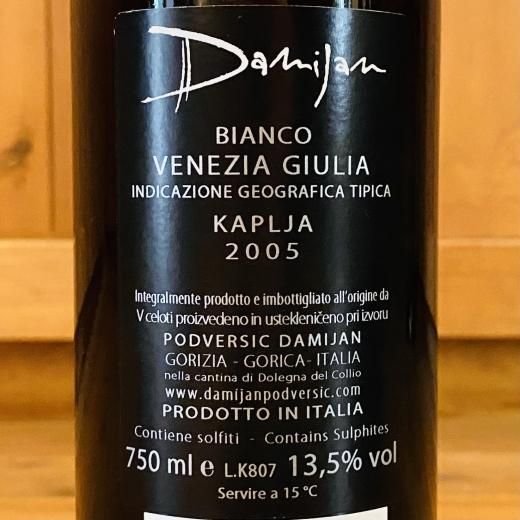 Damijan
BIANCO
VENEZIA GIULIA
INDICAZIONE GEOGRAFICA TIPICA
KAPLJA
2005
Integralmente prodotto e imbottigliato all'origine da
V celoti proizvedeno in ustekleničeno pri izvoru
PODVERSIC DAMIJAN
GORIZIA - GORICA- ITALIA
nella cantina di Dolegna del Collio
www.damijanpodversic.com
PRODOTTO IN ITALIA
Contiene solfiti - Contains Sulphites
750 ml e L.K807 13,5% vol
Servire a 15 °C